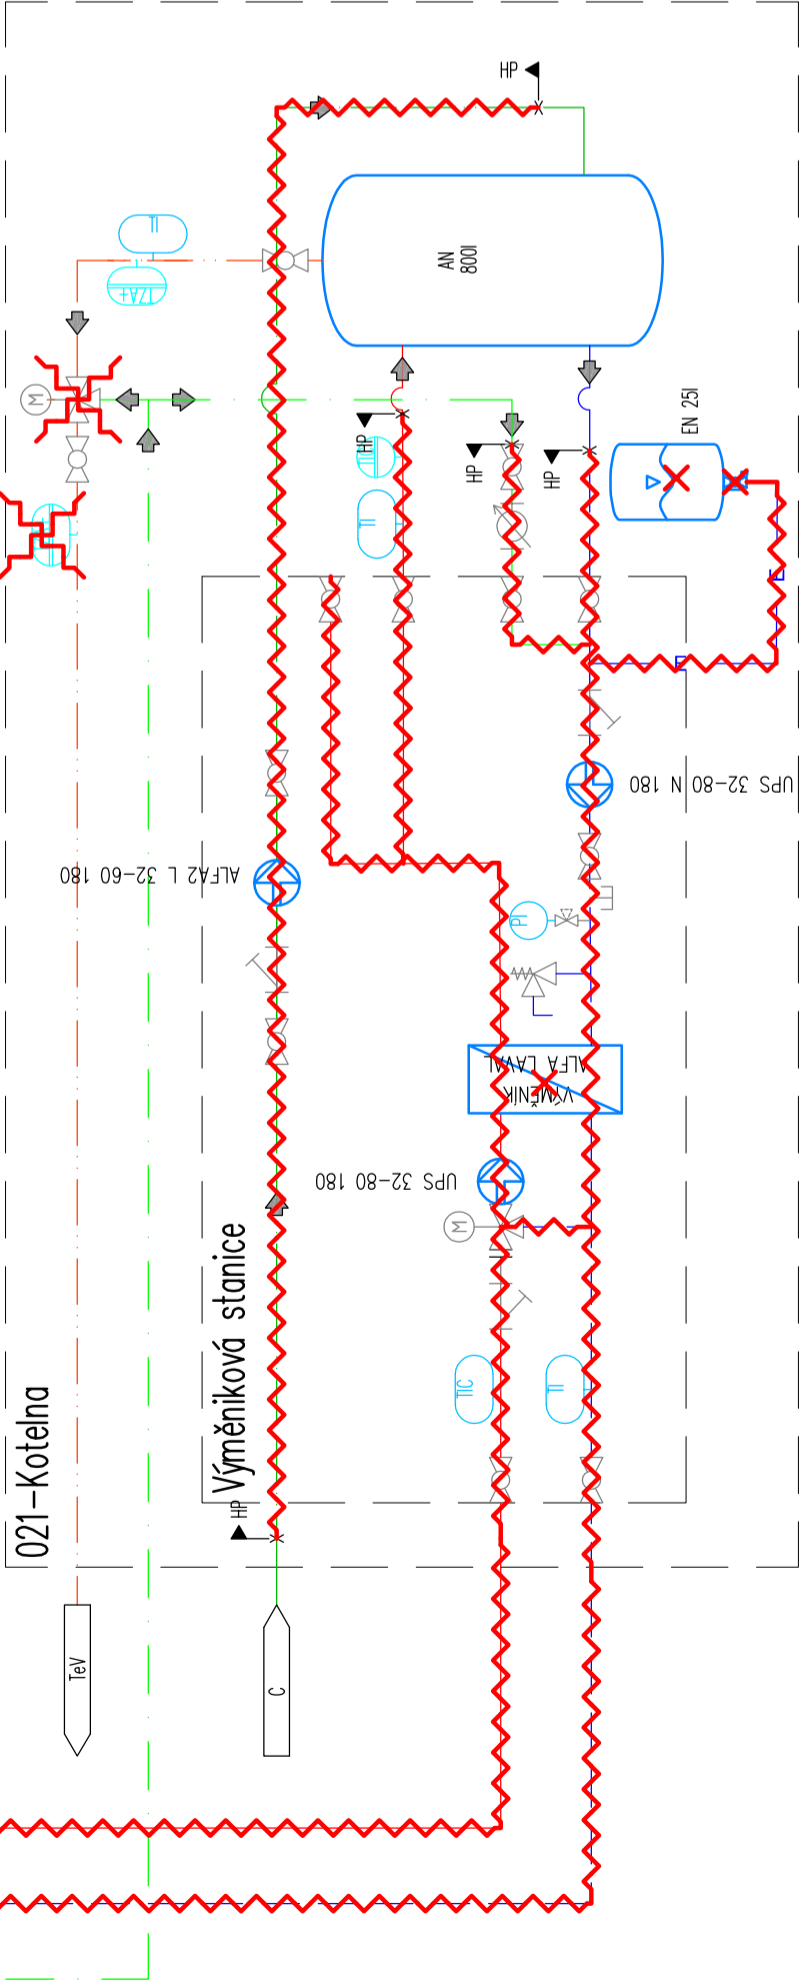 HP
TI
TZA+
AN
800l
M
HP
TI
HP
HP
EN 25l
UPS 32-80 N 180
ALFA2 L 32-60 180
PI
VÝMĚNÍK
ALFA LAVAL
UPS 32-80 180
M
TIC
TI
Výměniková stanice
HP
021-Kotelna
TeV
C